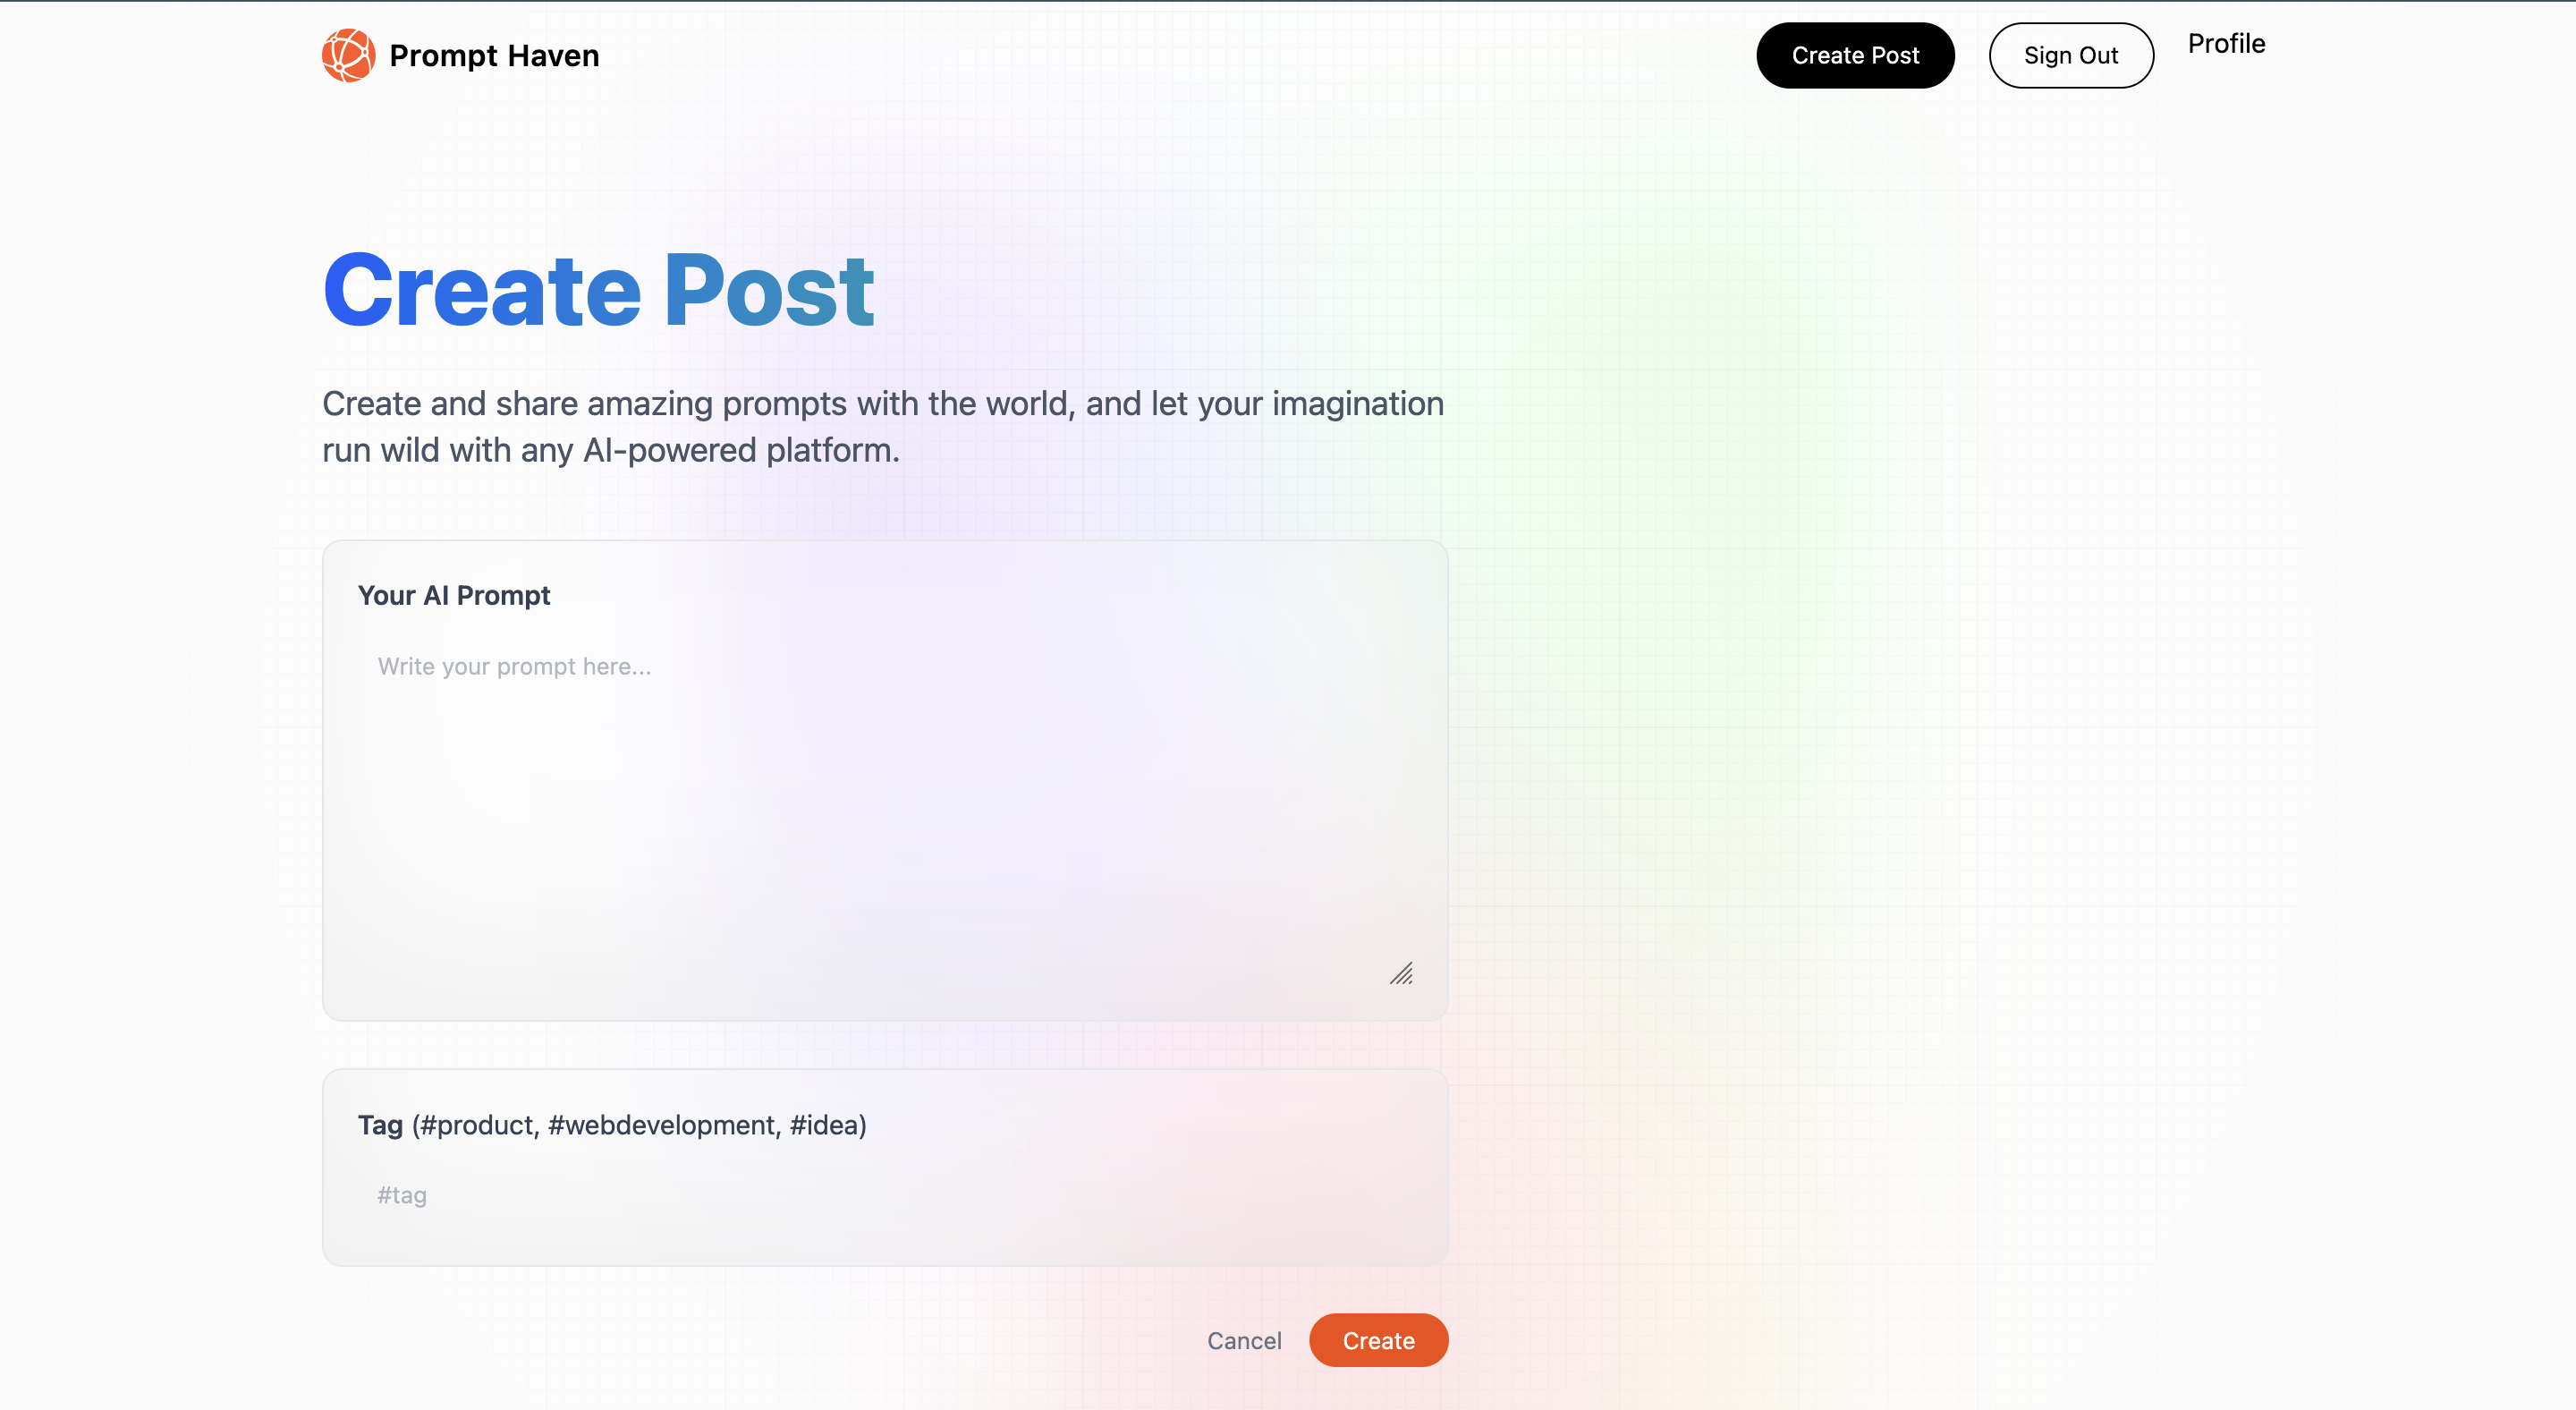 Prompt Haven
Create Post
Sign Out
Profile
Create Post
Create and share amazing prompts with the world, and let your imagination
run wild with any AI-powered platform.
Your AI Prompt
Write your prompt here...
Tag (#product, #webdevelopment, #idea)
#tag
Cancel
Create